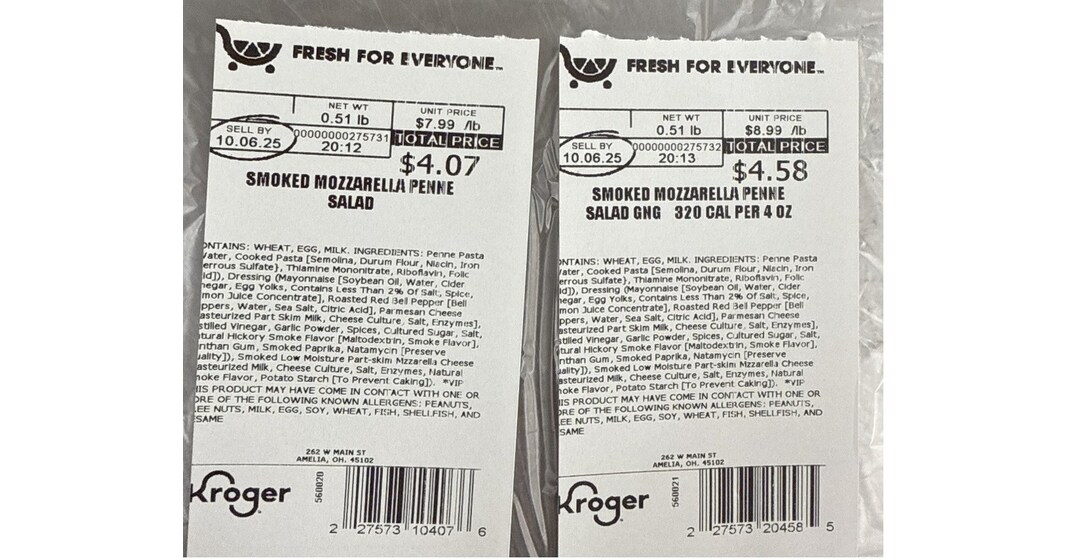 FRESH FOR EVERYONE™
NET WT
0.51 lb
UNIT PRICE
$7.99 /lb
SELL BY
10.06.25
00000000275731
20:12
TOTAL PRICE
$4.07
SMOKED MOZZARELLA PENNE
SALAD
ONTAINS: WHEAT, EGG, MILK. INGREDIENTS: Penne Pasta
Water, Cooked Pasta [Semolina, Durum Flour, Niacin, Iron
errous Sulfate}, Thiamine Mononitrate, Riboflavin, Folic
id]), Dressing (Mayonnaise [Soybean Oil, Water, Cider
negar, Egg Yolks, Contains Less Than 2% Of Salt, Spice,
mon Juice Concentrate], Roasted Red Bell Pepper [Bell
ppers, Water, Sea Salt, Citric Acid], Parmesan Cheese
asteurized Part Skim Milk, Cheese Culture, Salt, Enzymes],
stilled Vinegar, Garlic Powder, Spices, Cultured Sugar, Salt,
tural Hickory Smoke Flavor [Maltodextrin, Smoke Flavor],
nthan Gum, Smoked Paprika, Natamycin [Preserve
uality]), Smoked Low Moisture Part-skim Mzzarella Cheese
asteurized Milk, Cheese Culture, Salt, Enzymes, Natural
moke Flavor, Potato Starch [To Prevent Caking]). *VIP
IS PRODUCT MAY HAVE COME IN CONTACT WITH ONE OR
ORE OF THE FOLLOWING KNOWN ALLERGENS: PEANUTS,
EE NUTS, MILK, EGG, SOY, WHEAT, FISH, SHELLFISH, AND
SAME
262 W MAIN ST
AMELIA, OH. 45102
Kroger
560020
2 27573 10407 6
FRESH FOR EVERYONE™
NET WT
0.51 lb
UNIT PRICE
$8.99 /lb
SELL BY
10.06.25
00000000275732
20:13
TOTAL PRICE
$4.58
SMOKED MOZZARELLA PENNE
SALAD GNG 320 CAL PER 4 OZ
ONTAINS: WHEAT, EGG, MILK. INGREDIENTS: Penne Pasta
Water, Cooked Pasta [Semolina, Durum Flour, Niacin, Iron
errous Sulfate}, Thiamine Mononitrate, Riboflavin, Folic
id]), Dressing (Mayonnaise [Soybean Oil, Water, Cider
negar, Egg Yolks, Contains Less Than 2% Of Salt, Spice,
mon Juice Concentrate], Roasted Red Bell Pepper [Bell
ppers, Water, Sea Salt, Citric Acid], Parmesan Cheese
asteurized Part Skim Milk, Cheese Culture, Salt, Enzymes],
stilled Vinegar, Garlic Powder, Spices, Cultured Sugar, Salt,
tural Hickory Smoke Flavor [Maltodextrin, Smoke Flavor],
nthan Gum, Smoked Paprika, Natamycin [Preserve
uality]), Smoked Low Moisture Part-skim Mzzarella Cheese
asteurized Milk, Cheese Culture, Salt, Enzymes, Natural
moke Flavor, Potato Starch [To Prevent Caking]). *VIP
IS PRODUCT MAY HAVE COME IN CONTACT WITH ONE OR
ORE OF THE FOLLOWING KNOWN ALLERGENS: PEANUTS,
EE NUTS, MILK, EGG, SOY, WHEAT, FISH, SHELLFISH, AND
SAME
262 W MAIN ST
AMELIA, OH. 45102
Kroger
560021
2 27573 20458 5